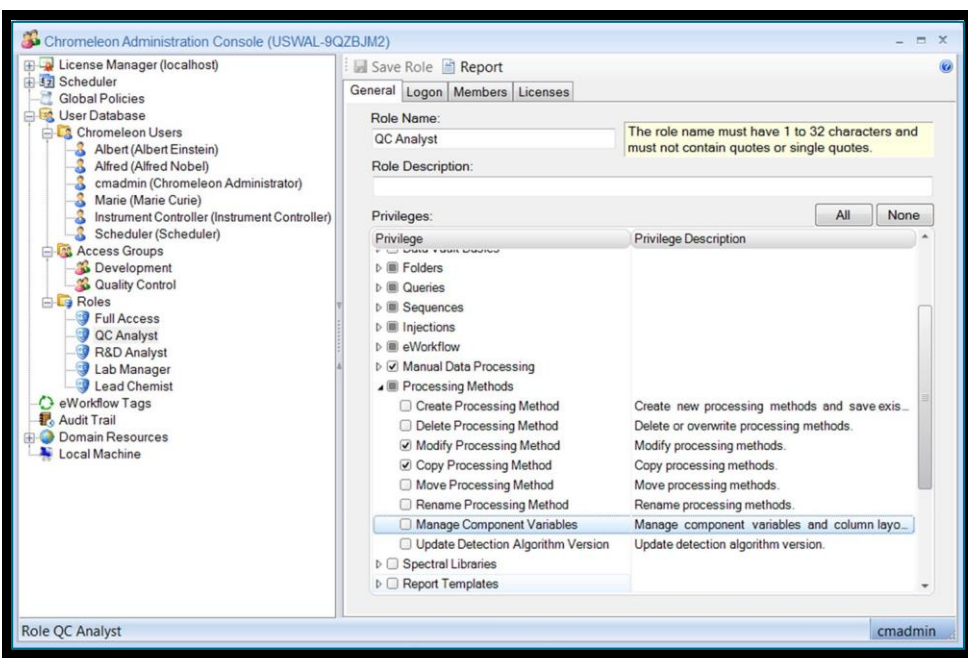 Chromeleon Administration Console (USWAL-9QZBJM2)
License Manager (localhost)
Scheduler
Global Policies
User Database
Chromeleon Users
Albert (Albert Einstein)
Alfred (Alfred Nobel)
cmadmin (Chromeleon Administrator)
Marie (Marie Curie)
Instrument Controller (Instrument Controller)
Scheduler (Scheduler)
Access Groups
Development
Quality Control
Roles
Full Access
QC Analyst
R&D Analyst
Lab Manager
Lead Chemist
eWorkflow Tags
Audit Trail
Domain Resources
Local Machine
Save Role Report
General Logon Members Licenses
Role Name:
QC Analyst
The role name must have 1 to 32 characters and
must not contain quotes or single quotes.
Role Description:
Privileges: All None
Privilege Privilege Description
Data Vault Basics
Folders
Queries
Sequences
Injections
eWorkflow
Manual Data Processing
Processing Methods
Create Processing Method Create new processing methods and save exis...
Delete Processing Method Delete or overwrite processing methods.
Modify Processing Method Modify processing methods.
Copy Processing Method Copy processing methods.
Move Processing Method Move processing methods.
Rename Processing Method Rename processing methods.
Manage Component Variables Manage component variables and column layo...
Update Detection Algorithm Version Update detection algorithm version.
Spectral Libraries
Report Templates
Role QC Analyst cmadmin